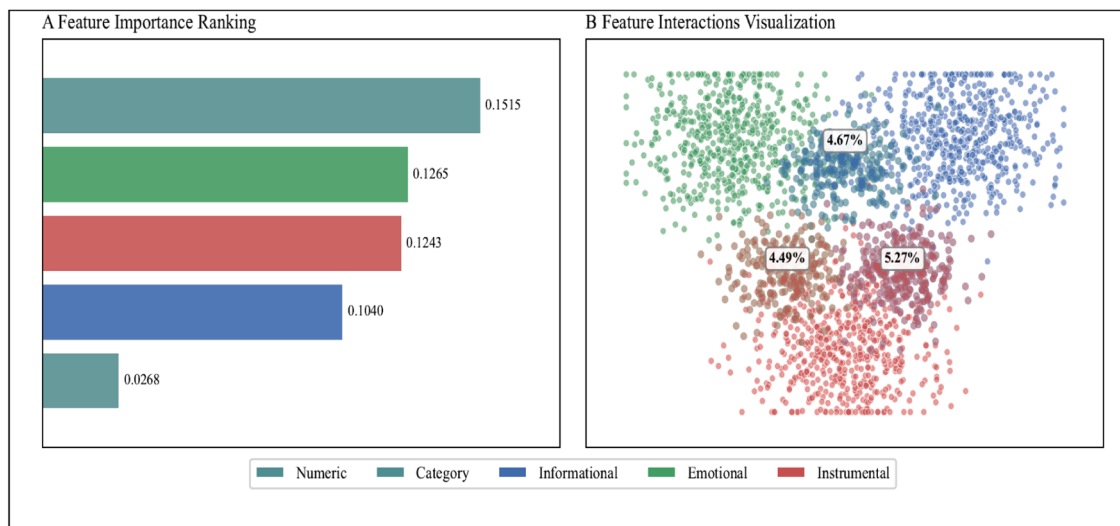 A Feature Importance Ranking
0.1515
0.1265
0.1243
0.1040
0.0268
B Feature Interactions Visualization
4.67%
4.49%
5.27%
Numeric
Category
Informational
Emotional
Instrumental